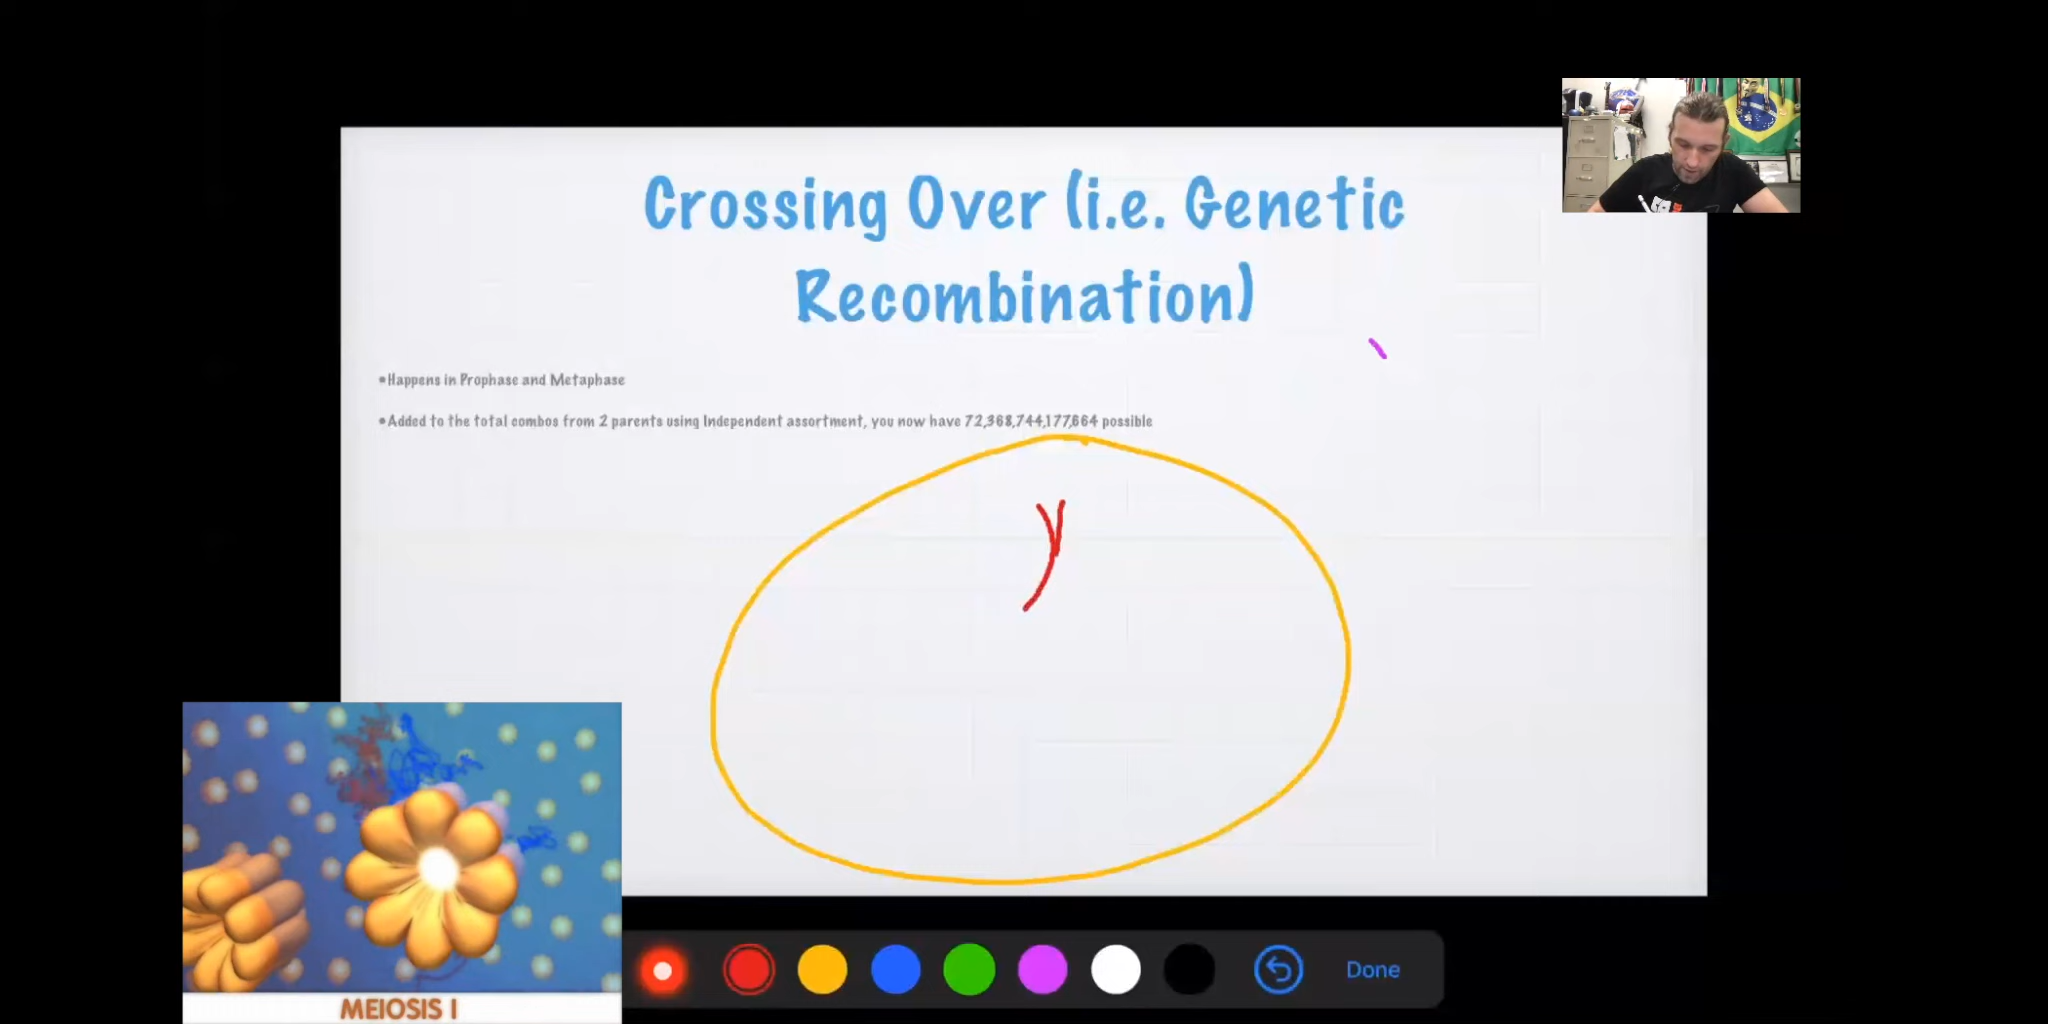 Crossing Over (i.e. Genetic
Recombination)
•Happens in Prophase and Metaphase
•Added to the total combos from 2 parents using Independent assortment, you now have 72,368,744,177,664 possible
MEIOSIS I
Done